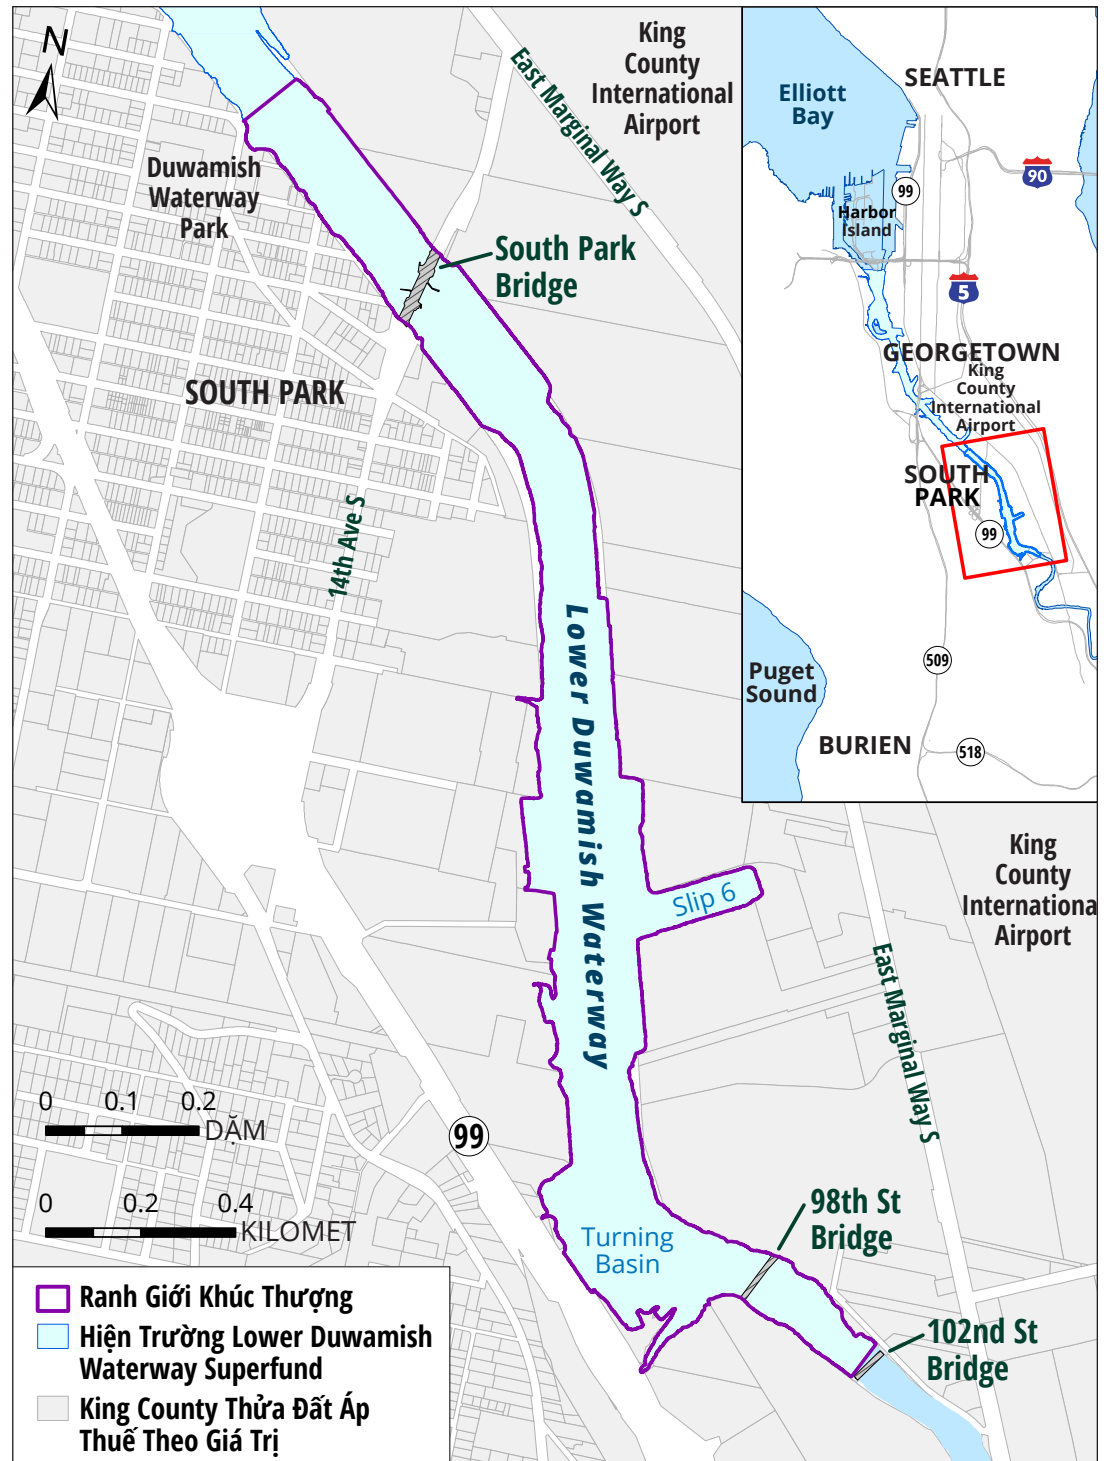 N
King
County
International
Airport
East Marginal Way S
Duwamish
Waterway
Park
South Park
Bridge
SOUTH PARK
14th Ave S
Lower Duwamish Waterway
Slip 6
King
County
Internationa
Airport
East Marginal Way S
99
Turning
Basin
98th St
Bridge
102nd St
Bridge
0 0.1 0.2
DẶM
0 0.2 0.4
KILOMET
Ranh Giới Khúc Thượng
Hiện Trường Lower Duwamish
Waterway Superfund
King County Thửa Đất Áp
Thuế Theo Giá Trị
SEATTLE
Elliott
Bay
90
99
Harbor
Island
5
GEORGETOWN
King
County
International
Airport
SOUTH
PARK
99
509
Puget
Sound
BURIEN
518